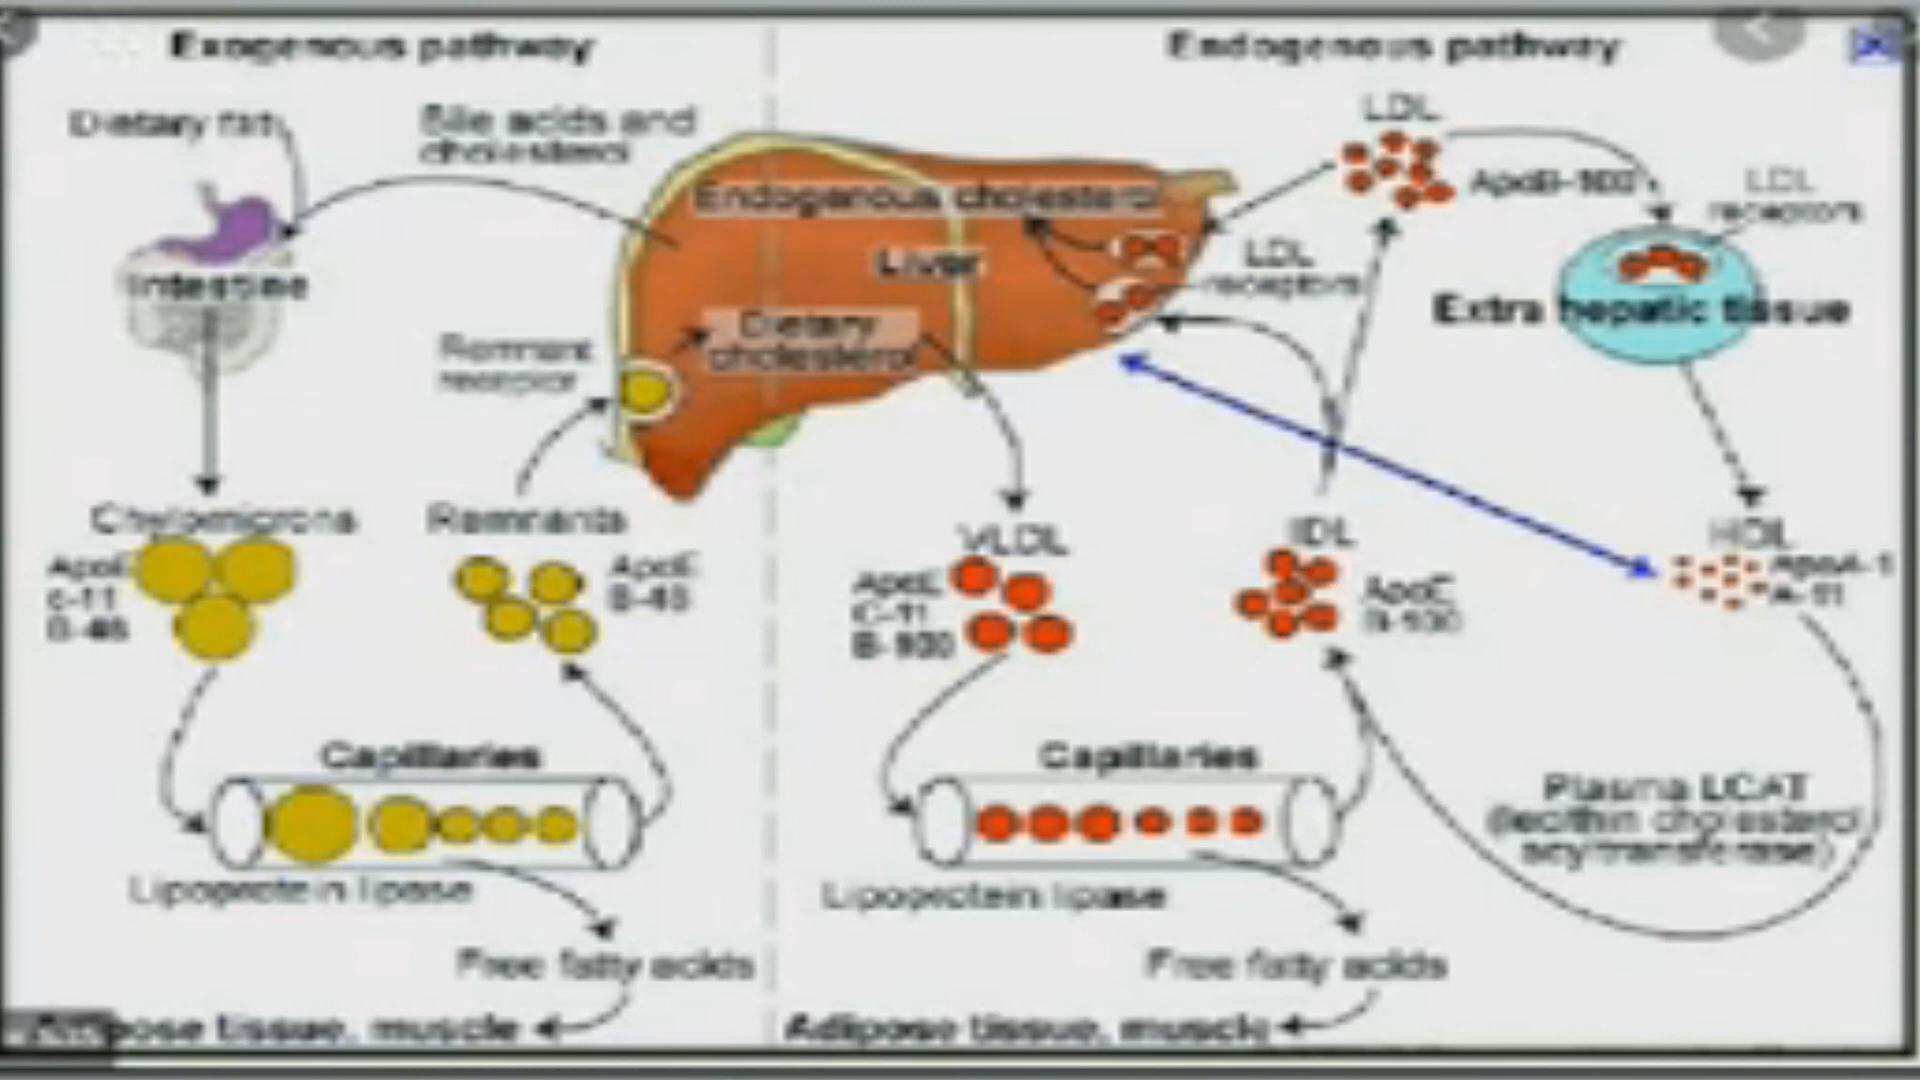 Exogenous pathway
Endogenous pathway
Dietary fat
Bile acids and
cholesterol
LDL
ApoB-100
LDL
receptors
Endogenous cholesterol
Liver
LDL
receptors
Intestine
Extra hepatic tissue
Dietary
cholesterol
Remnant
receptor
Chylomicrons
Remnants
VLDL
IDL
HDL
ApoE
c-11
B-48
ApoE
B-48
ApoE
C-11
B-100
ApoE
B-100
ApoA-1
A-11
Capillaries
Capillaries
Plasma LCAT
(lecithin cholesterol
acyltransferase)
Lipoprotein lipase
Lipoprotein lipase
Free fatty acids
Free fatty acids
tissue, muscle
Adipose tissue, muscle